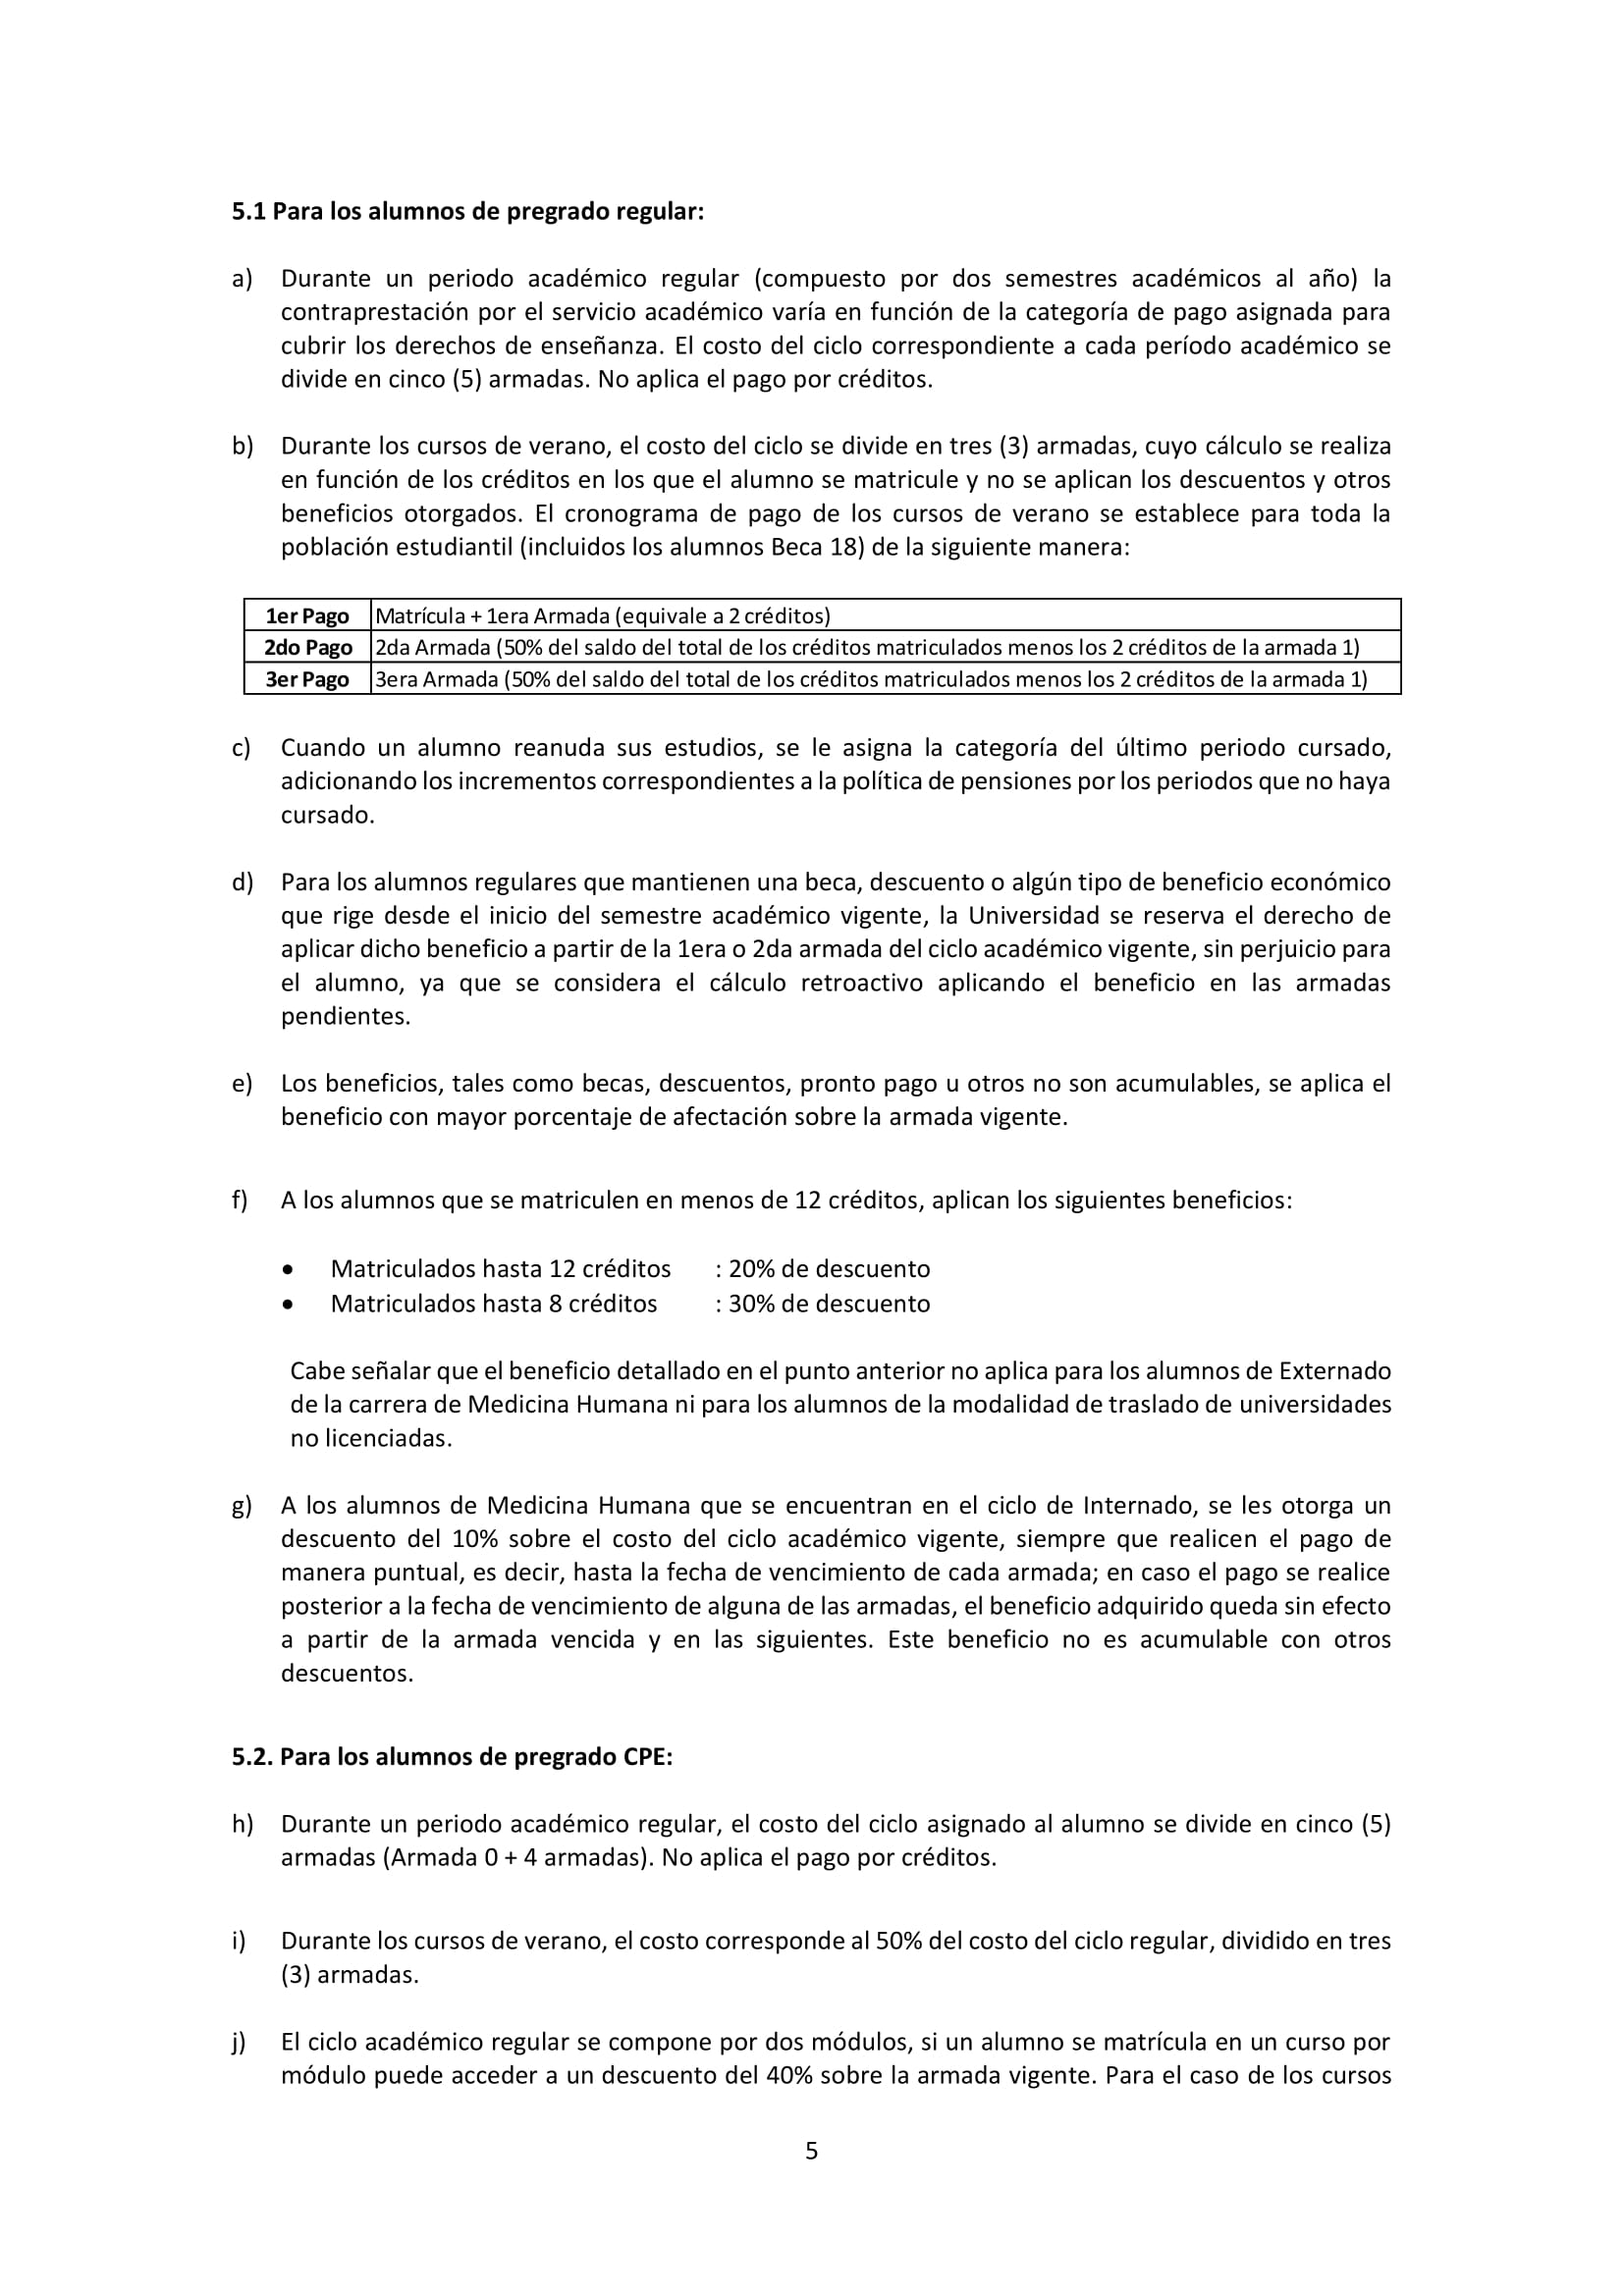 5.1 Para los alumnos de pregrado regular:
a) Durante un periodo académico regular (compuesto por dos semestres académicos al año) la
contraprestación por el servicio académico varía en función de la categoría de pago asignada para
cubrir los derechos de enseñanza. El costo del ciclo correspondiente a cada período académico se
divide en cinco (5) armadas. No aplica el pago por créditos.
b) Durante los cursos de verano, el costo del ciclo se divide en tres (3) armadas, cuyo cálculo se realiza
en función de los créditos en los que el alumno se matricule y no se aplican los descuentos y otros
beneficios otorgados. El cronograma de pago de los cursos de verano se establece para toda la
población estudiantil (incluidos los alumnos Beca 18) de la siguiente manera:
1er Pago Matrícula + 1era Armada (equivale a 2 créditos)
2do Pago 2da Armada (50% del saldo del total de los créditos matriculados menos los 2 créditos de la armada 1)
3er Pago 3era Armada (50% del saldo del total de los créditos matriculados menos los 2 créditos de la armada 1)
c) Cuando un alumno reanuda sus estudios, se le asigna la categoría del último periodo cursado,
adicionando los incrementos correspondientes a la política de pensiones por los periodos que no haya
cursado.
d) Para los alumnos regulares que mantienen una beca, descuento o algún tipo de beneficio económico
que rige desde el inicio del semestre académico vigente, la Universidad se reserva el derecho de
aplicar dicho beneficio a partir de la 1era o 2da armada del ciclo académico vigente, sin perjuicio para
el alumno, ya que se considera el cálculo retroactivo aplicando el beneficio en las armadas
pendientes.
e) Los beneficios, tales como becas, descuentos, pronto pago u otros no son acumulables, se aplica el
beneficio con mayor porcentaje de afectación sobre la armada vigente.
f) A los alumnos que se matriculen en menos de 12 créditos, aplican los siguientes beneficios:
• Matriculados hasta 12 créditos : 20% de descuento
• Matriculados hasta 8 créditos : 30% de descuento
Cabe señalar que el beneficio detallado en el punto anterior no aplica para los alumnos de Externado
de la carrera de Medicina Humana ni para los alumnos de la modalidad de traslado de universidades
no licenciadas.
g) A los alumnos de Medicina Humana que se encuentran en el ciclo de Internado, se les otorga un
descuento del 10% sobre el costo del ciclo académico vigente, siempre que realicen el pago de
manera puntual, es decir, hasta la fecha de vencimiento de cada armada; en caso el pago se realice
posterior a la fecha de vencimiento de alguna de las armadas, el beneficio adquirido queda sin efecto
a partir de la armada vencida y en las siguientes. Este beneficio no es acumulable con otros
descuentos.
5.2. Para los alumnos de pregrado CPE:
h) Durante un periodo académico regular, el costo del ciclo asignado al alumno se divide en cinco (5)
armadas (Armada 0 + 4 armadas). No aplica el pago por créditos.
i) Durante los cursos de verano, el costo corresponde al 50% del costo del ciclo regular, dividido en tres
(3) armadas.
j) El ciclo académico regular se compone por dos módulos, si un alumno se matrícula en un curso por
módulo puede acceder a un descuento del 40% sobre la armada vigente. Para el caso de los cursos
5